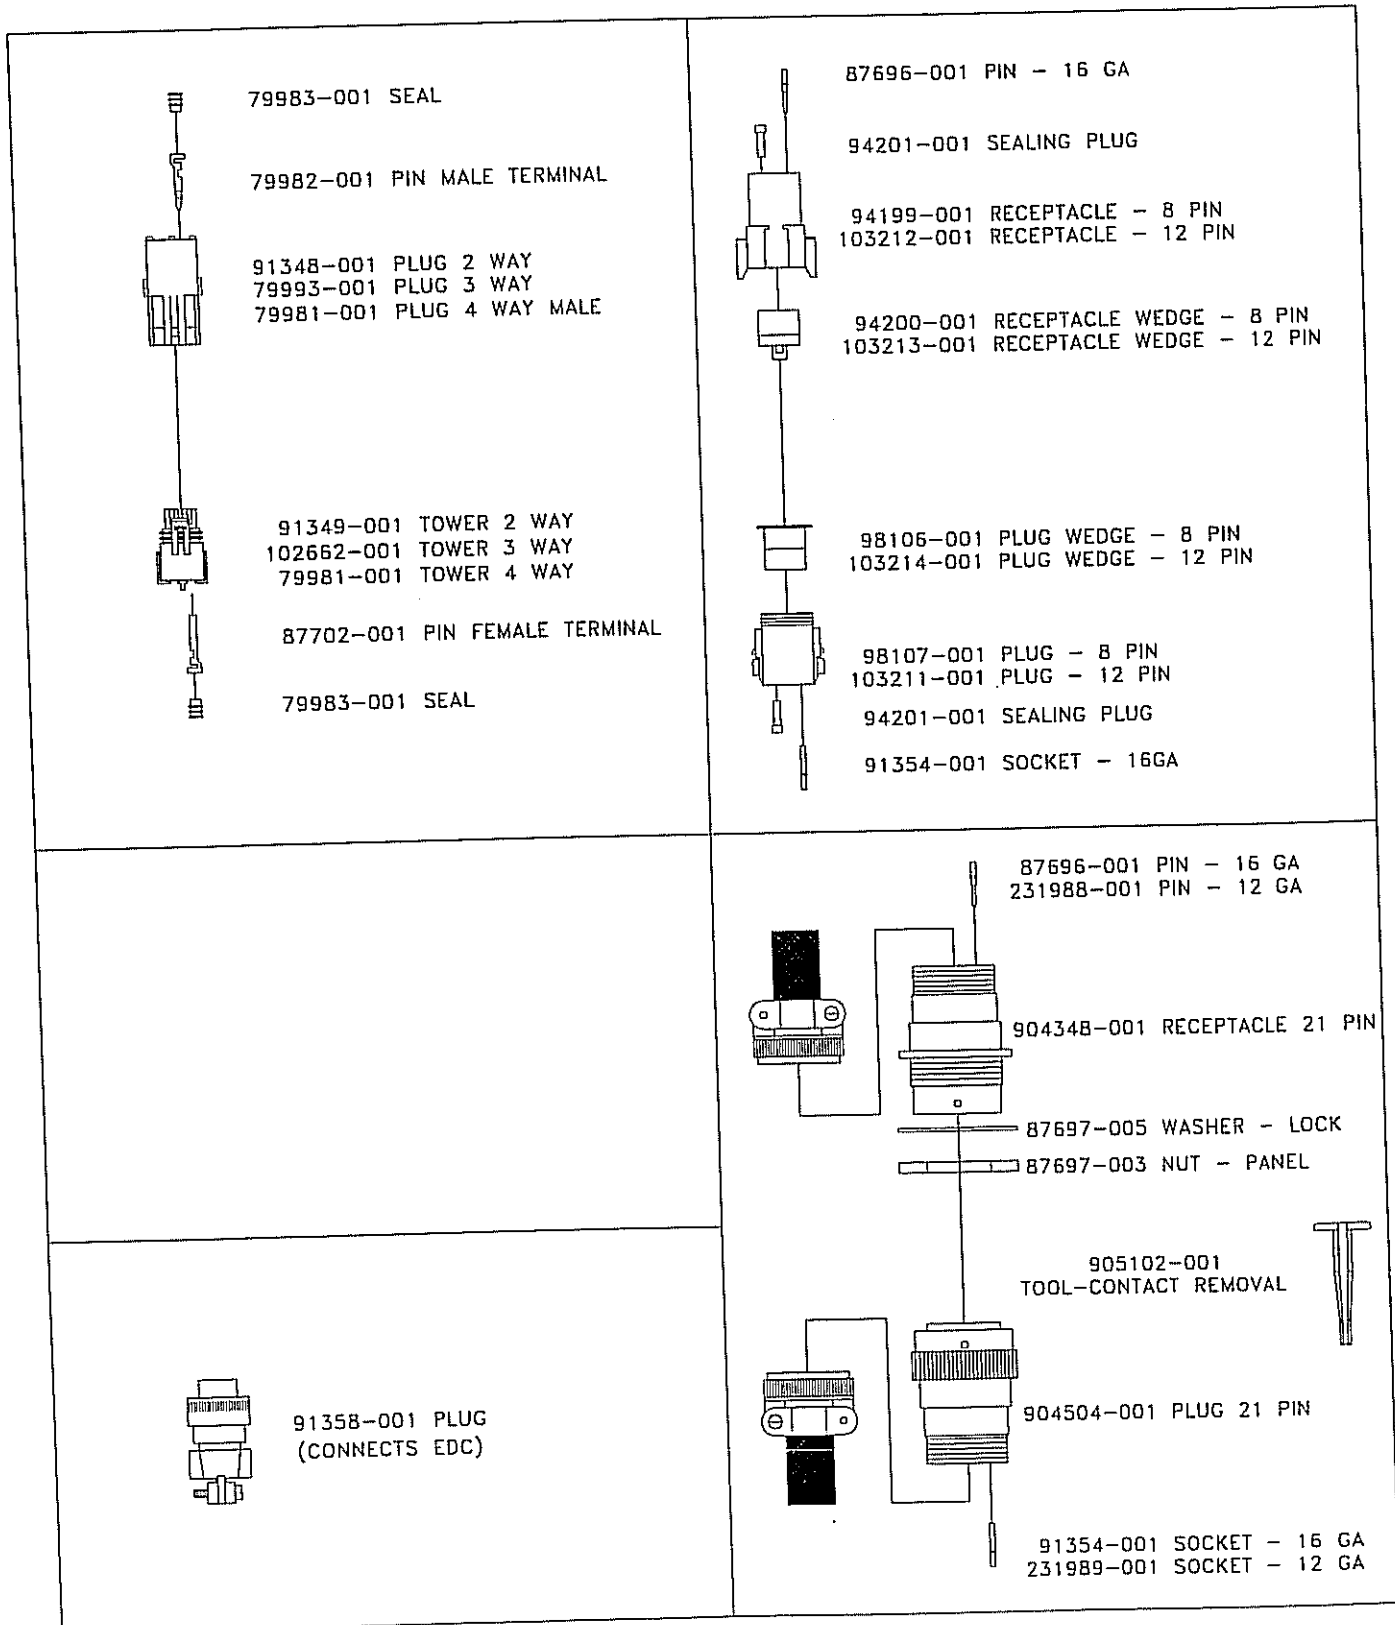 79983-001 SEAL
79982-001 PIN MALE TERMINAL
91348-001 PLUG 2 WAY
79993-001 PLUG 3 WAY
79981-001 PLUG 4 WAY MALE
91349-001 TOWER 2 WAY
102662-001 TOWER 3 WAY
79981-001 TOWER 4 WAY
87702-001 PIN FEMALE TERMINAL
79983-001 SEAL
87696-001 PIN - 16 GA
94201-001 SEALING PLUG
94199-001 RECEPTACLE - 8 PIN
103212-001 RECEPTACLE - 12 PIN
94200-001 RECEPTACLE WEDGE - 8 PIN
103213-001 RECEPTACLE WEDGE - 12 PIN
98106-001 PLUG WEDGE - 8 PIN
103214-001 PLUG WEDGE - 12 PIN
98107-001 PLUG - 8 PIN
103211-001 PLUG - 12 PIN
94201-001 SEALING PLUG
91354-001 SOCKET - 16GA
87696-001 PIN - 16 GA
231988-001 PIN - 12 GA
904348-001 RECEPTACLE 21 PIN
87697-005 WASHER - LOCK
87697-003 NUT - PANEL
905102-001
TOOL-CONTACT REMOVAL
904504-001 PLUG 21 PIN
91354-001 SOCKET - 16 GA
231989-001 SOCKET - 12 GA
91358-001 PLUG
(CONNECTS EDC)